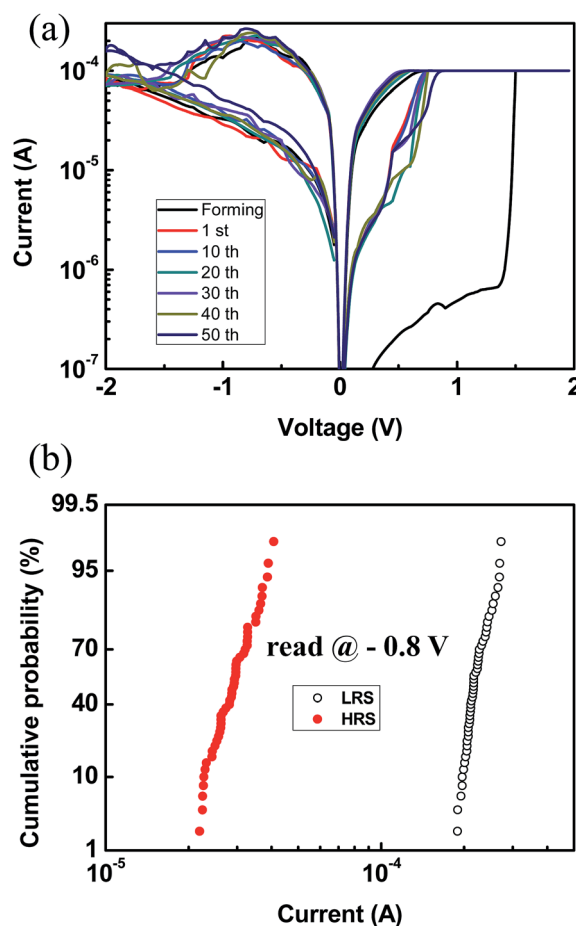 (a)
10⁻⁴
10⁻⁵
10⁻⁶
10⁻⁷
Current (A)
Forming
1 st
10 th
20 th
30 th
40 th
50 th
-2 -1 0 1 2
Voltage (V)
(b)
99.5
95
70
40
10
1
Cumulative probability (%)
read @ - 0.8 V
LRS
HRS
10⁻⁵ 10⁻⁴
Current (A)